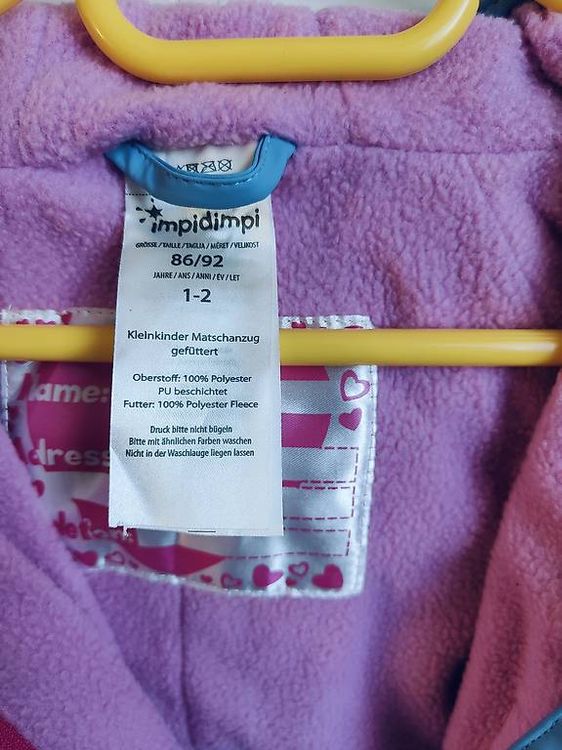 impidimpi
GRÖSSE/TAILLE/TAGLIA/MÉRET/VELIKOST
86/92
JAHRE/ANS/ANNI/ÉV/LET
1-2
Kleinkinder Matschanzug
gefüttert
Oberstoff: 100% Polyester
PU beschichtet
Futter: 100% Polyester Fleece
Druck bitte nicht bügeln
Bitte mit ähnlichen Farben waschen
Nicht in der Waschlauge liegen lassen
ame:
dress